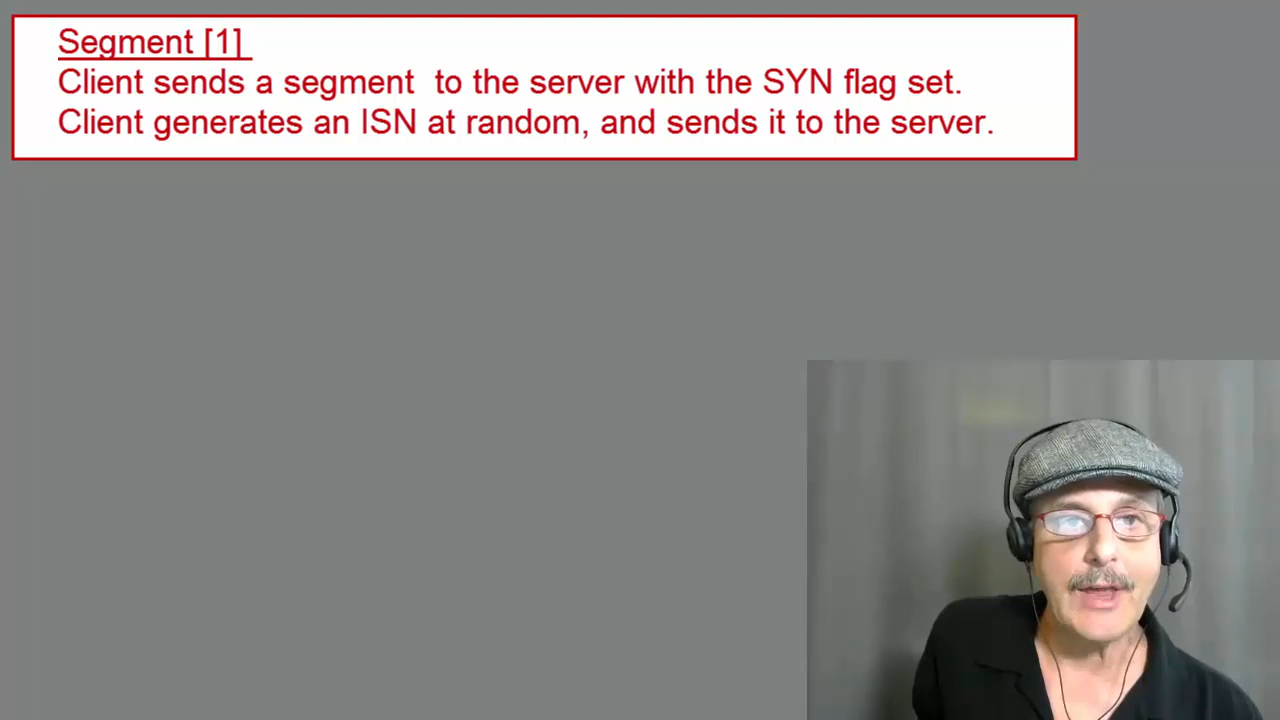 Segment [1]
Client sends a segment  to the server with the SYN flag set.
Client generates an ISN at random, and sends it to the server.